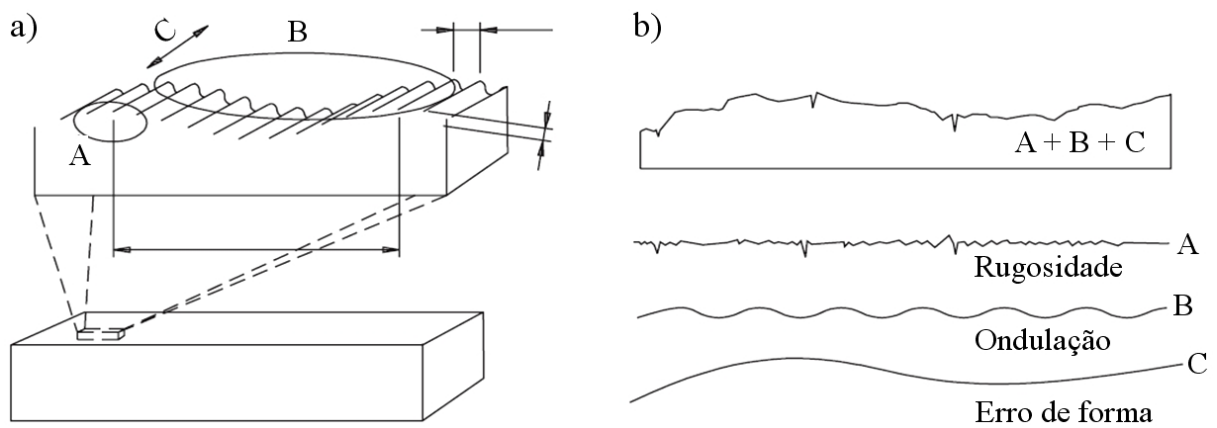 a)
C
B
A
b)
A + B + C
A
Rugosidade
B
Ondulação
C
Erro de forma